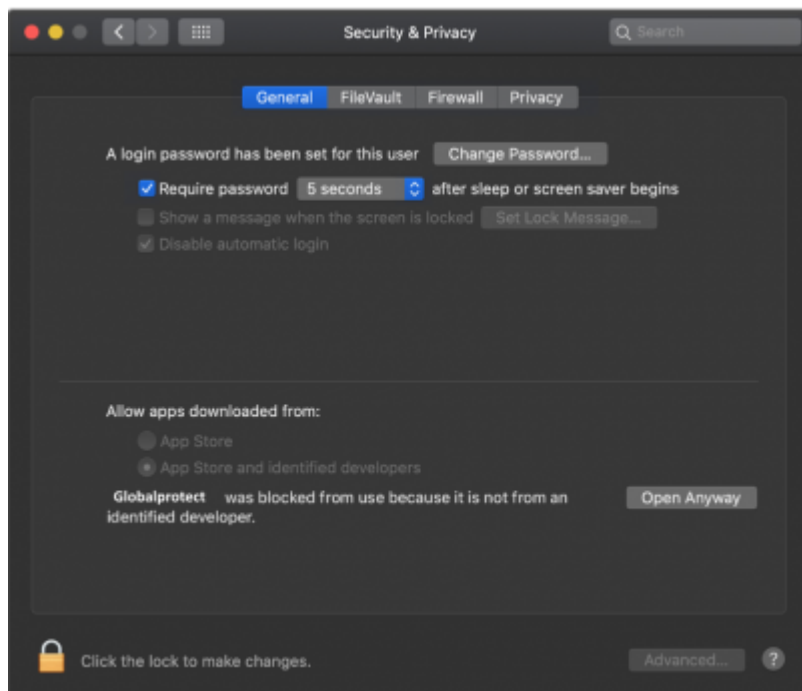 Security & Privacy
Search
General FileVault Firewall Privacy
A login password has been set for this user Change Password...
Require password 5 seconds after sleep or screen saver begins
Show a message when the screen is locked Set Lock Message...
Disable automatic login
Allow apps downloaded from:
App Store
App Store and identified developers
Globalprotect was blocked from use because it is not from an Open Anyway
identified developer.
Click the lock to make changes. Advanced... ?